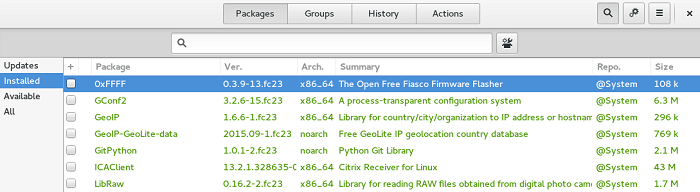 Packages Groups History Actions
Updates
Installed
Available
All
+ Package Ver. Arch. Summary Repo. Size
0xFFFF 0.3.9-13.fc23 x86_64 The Open Free Fiasco Firmware Flasher @System 108 k
GConf2 3.2.6-15.fc23 x86_64 A process-transparent configuration system @System 6.3 M
GeoIP 1.6.6-1.fc23 x86_64 Library for country/city/organization to IP address or hostnam @System 296 k
GeoIP-GeoLite-data 2015.09-1.fc23 noarch Free GeoLite IP geolocation country database @System 769 k
GitPython 1.0.1-2.fc23 noarch Python Git Library @System 2.1 M
ICAClient 13.2.1.328635-0 x86_64 Citrix Receiver for Linux @System 43 M
LibRaw 0.16.2-2.fc23 x86_64 Library for reading RAW files obtained from digital photo came @System 1.7 M